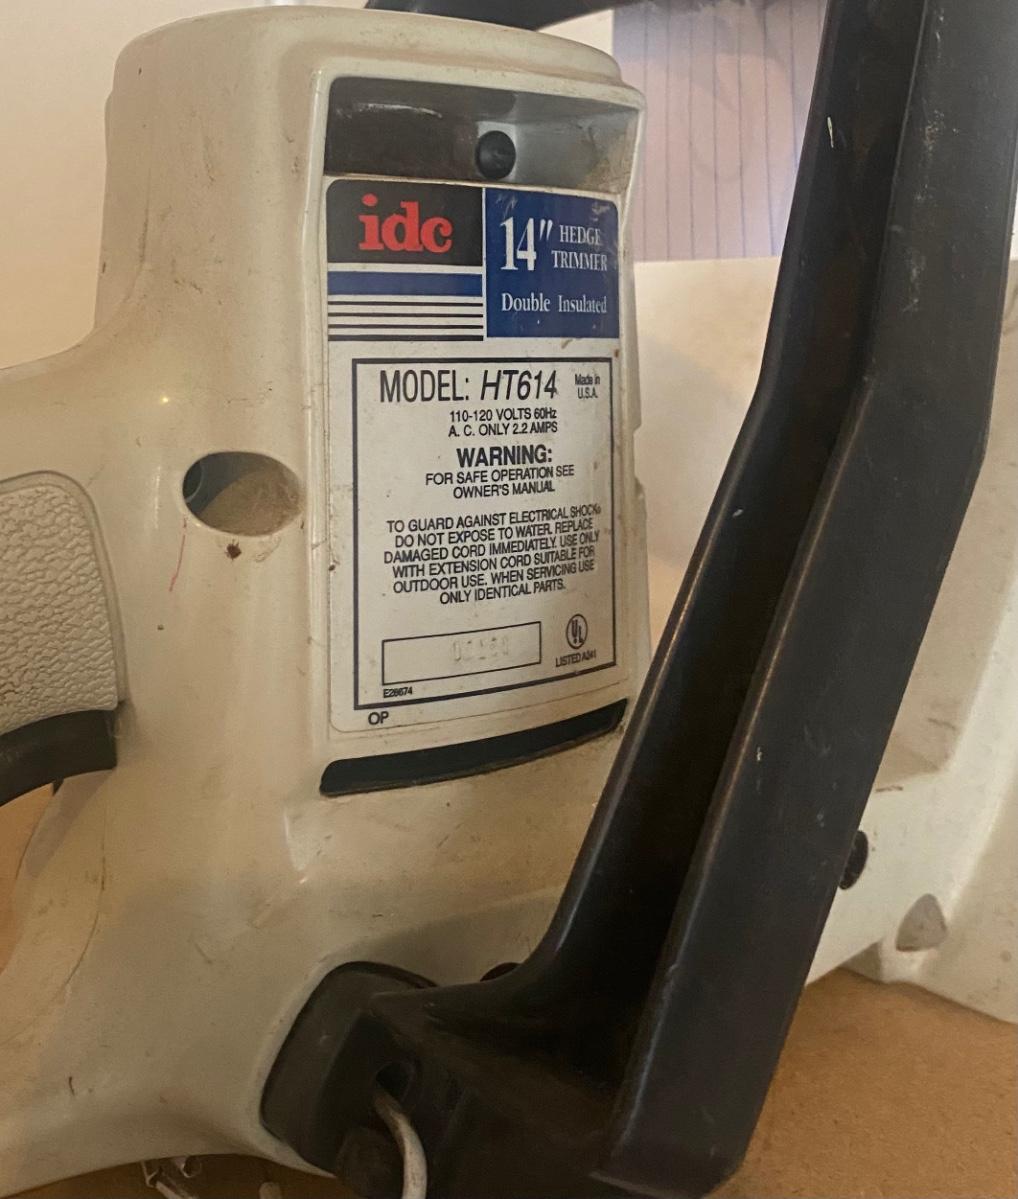 idc
14" HEDGE
TRIMMER
Double Insulated
MODEL: HT614
Made in
U.S.A.
110-120 VOLTS 60Hz
A. C. ONLY 2.2 AMPS
WARNING:
FOR SAFE OPERATION SEE
OWNER'S MANUAL
TO GUARD AGAINST ELECTRICAL SHOCK,
DO NOT EXPOSE TO WATER. REPLACE
DAMAGED CORD IMMEDIATELY. USE ONLY
WITH EXTENSION CORD SUITABLE FOR
OUTDOOR USE. WHEN SERVICING USE
ONLY IDENTICAL PARTS.
UL
LISTED
E26674
OP